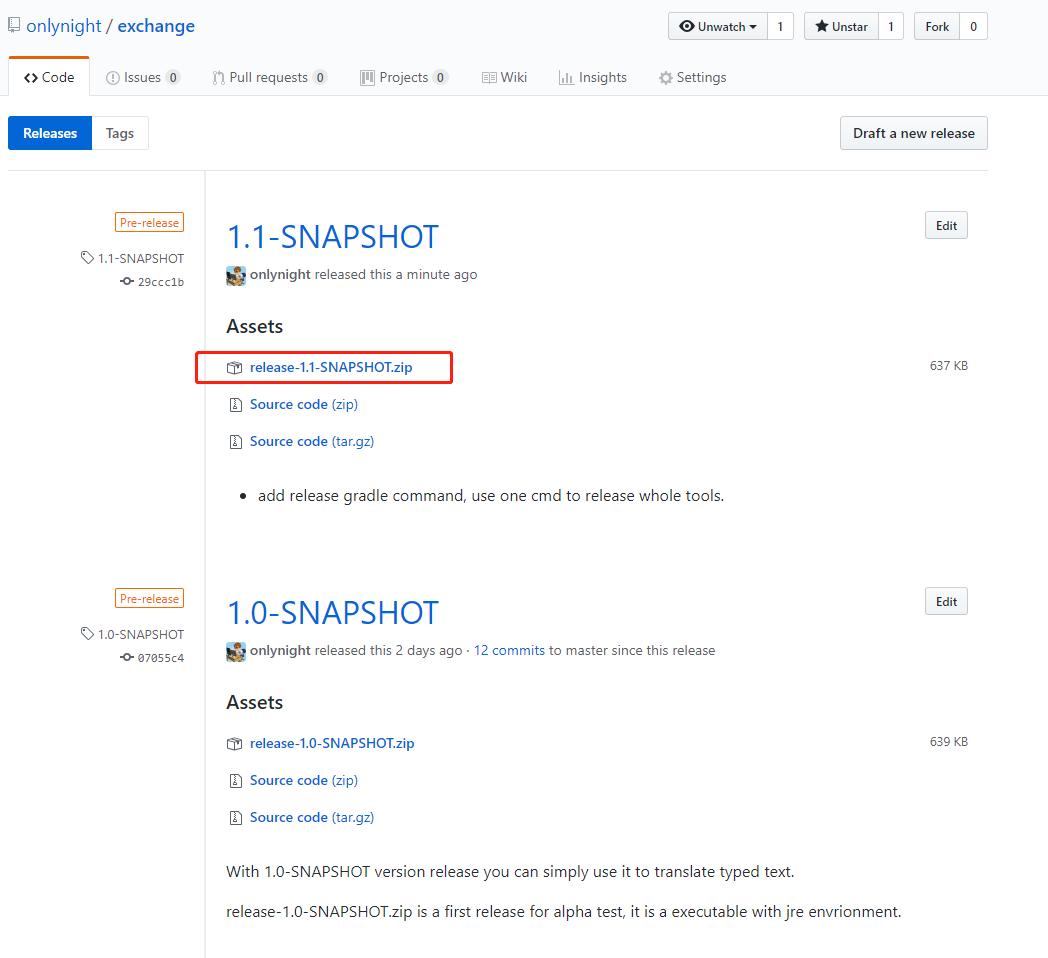 onlynight / exchange
Unwatch 1 Unstar 1 Fork 0
Code Issues 0 Pull requests 0 Projects 0 Wiki Insights Settings
Releases Tags Draft a new release
Pre-release
1.1-SNAPSHOT
29ccc1b
1.1-SNAPSHOT Edit
onlynight released this a minute ago
Assets
release-1.1-SNAPSHOT.zip 637 KB
Source code (zip)
Source code (tar.gz)
add release gradle command, use one cmd to release whole tools.
Pre-release
1.0-SNAPSHOT
07055c4
1.0-SNAPSHOT Edit
onlynight released this 2 days ago · 12 commits to master since this release
Assets
release-1.0-SNAPSHOT.zip 639 KB
Source code (zip)
Source code (tar.gz)
With 1.0-SNAPSHOT version release you can simply use it to translate typed text.
release-1.0-SNAPSHOT.zip is a first release for alpha test, it is a executable with jre envrionment.